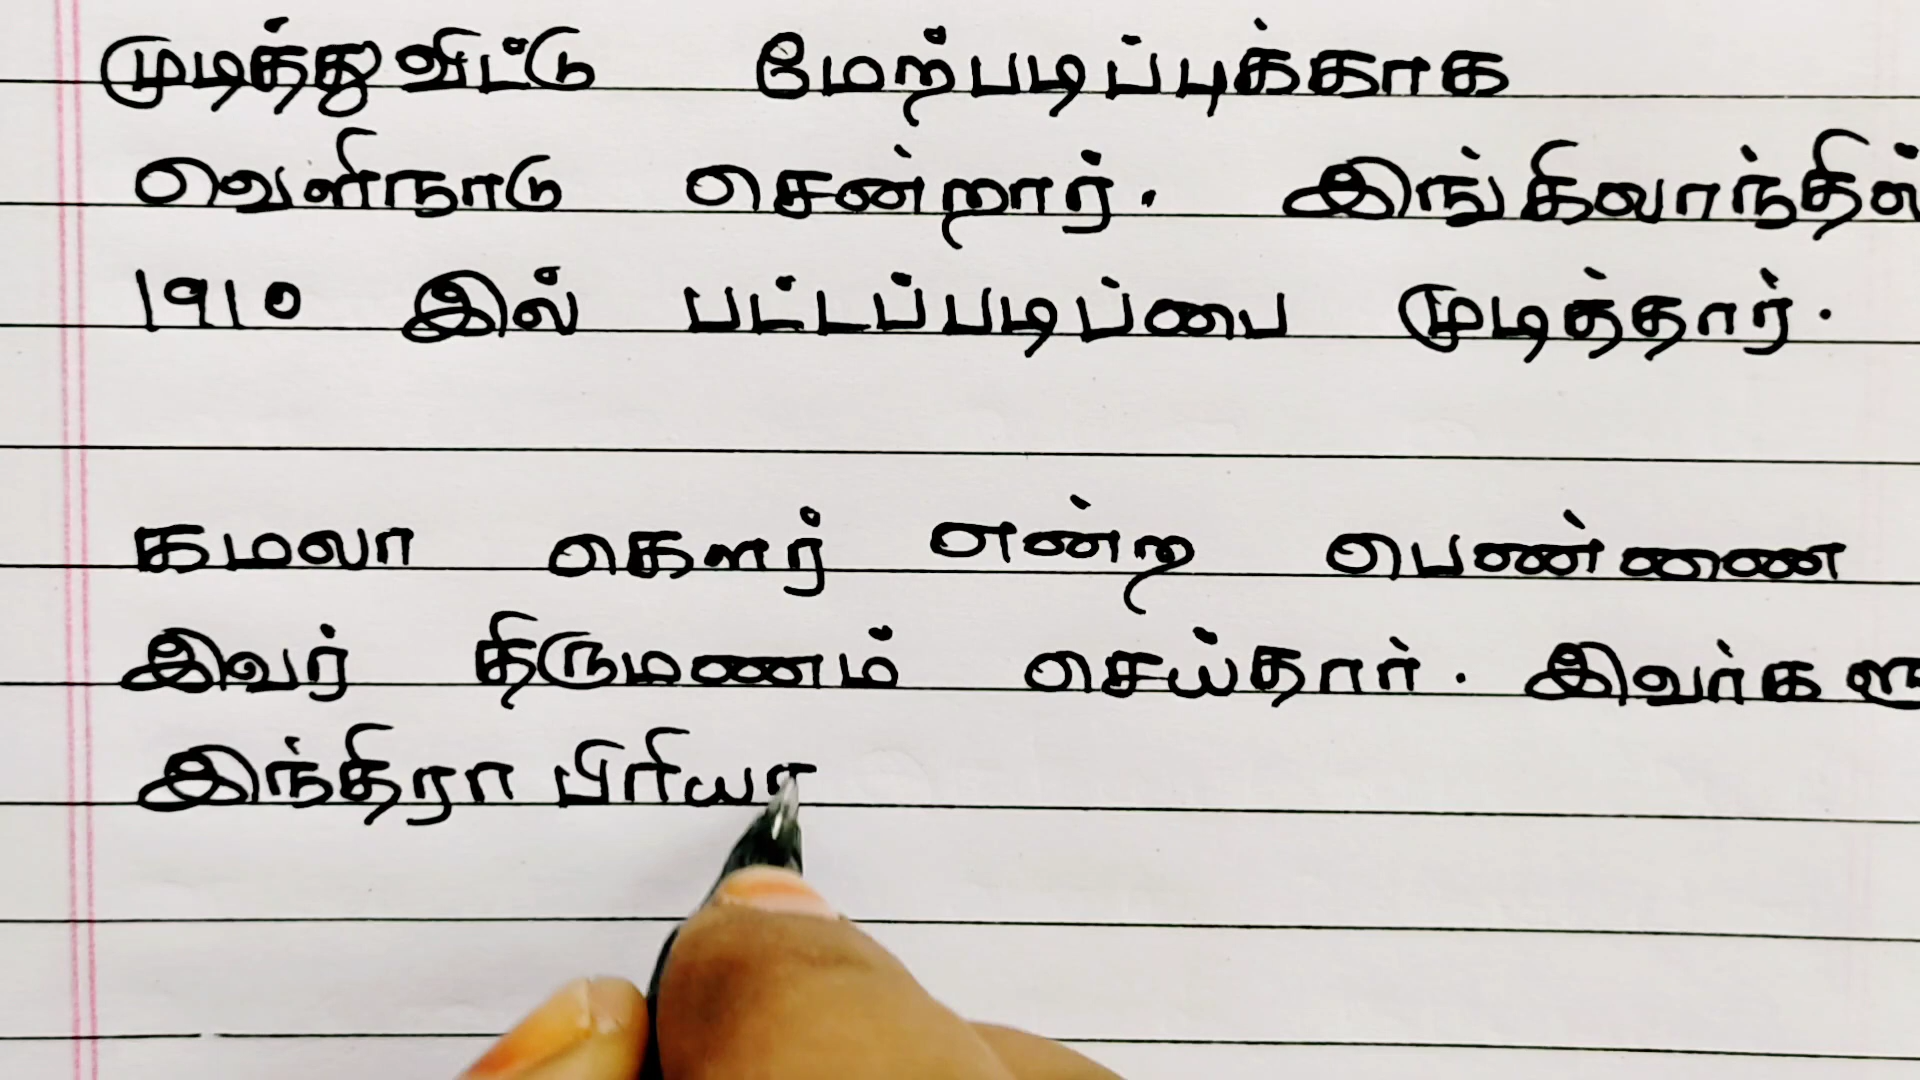 முடித்துவிட்டு மேற்படிப்புக்காக
வெளிநாடு சென்றார். இங்கிலாந்தில்
1910 இல் பட்டப்படிப்பை முடித்தார்.
கமலா கௌர் என்ற பெண்ணை
இவர் திருமணம் செய்தார். இவர்களு
இந்திரா பிரியா